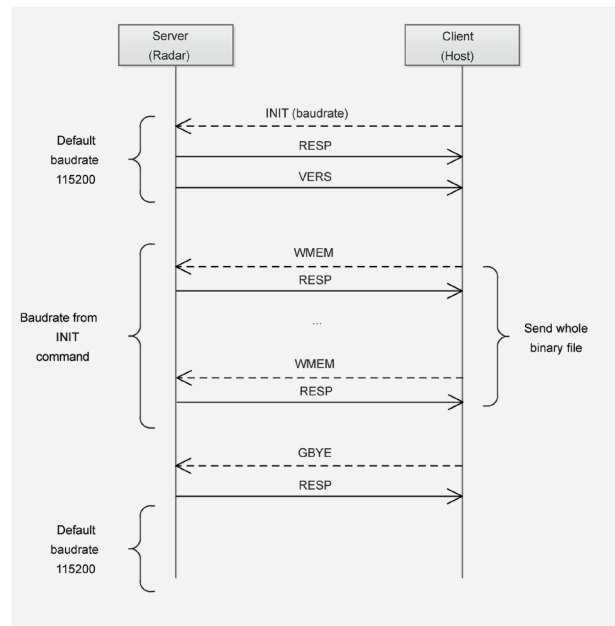 Server
(Radar)
Client
(Host)
INIT (baudrate)
Default
baudrate
115200
RESP
VERS
WMEM
RESP
Baudrate from
INIT
command
...
Send whole
binary file
WMEM
RESP
GBYE
RESP
Default
baudrate
115200